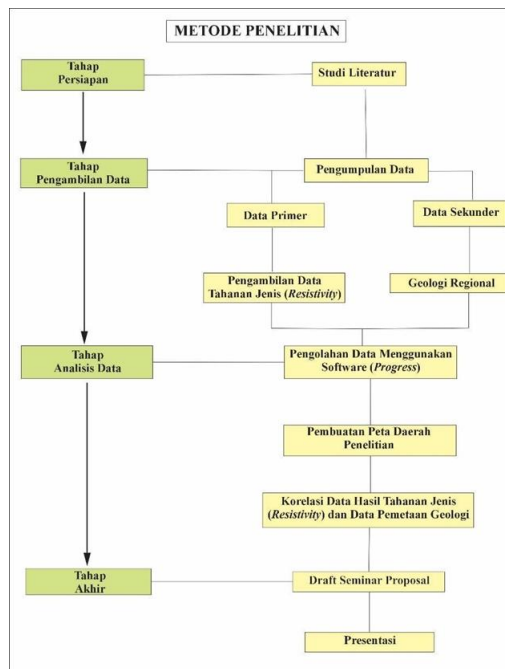 METODE PENELITIAN
Tahap
Persiapan
Studi Literatur
Tahap
Pengambilan Data
Pengumpulan Data
Data Primer
Data Sekunder
Pengambilan Data
Tahanan Jenis (Resistivity)
Geologi Regional
Tahap
Analisis Data
Pengolahan Data Menggunakan
Software (Progress)
Pembuatan Peta Daerah
Penelitian
Korelasi Data Hasil Tahanan Jenis
(Resistivity) dan Data Pemetaan Geologi
Tahap
Akhir
Draft Seminar Proposal
Presentasi